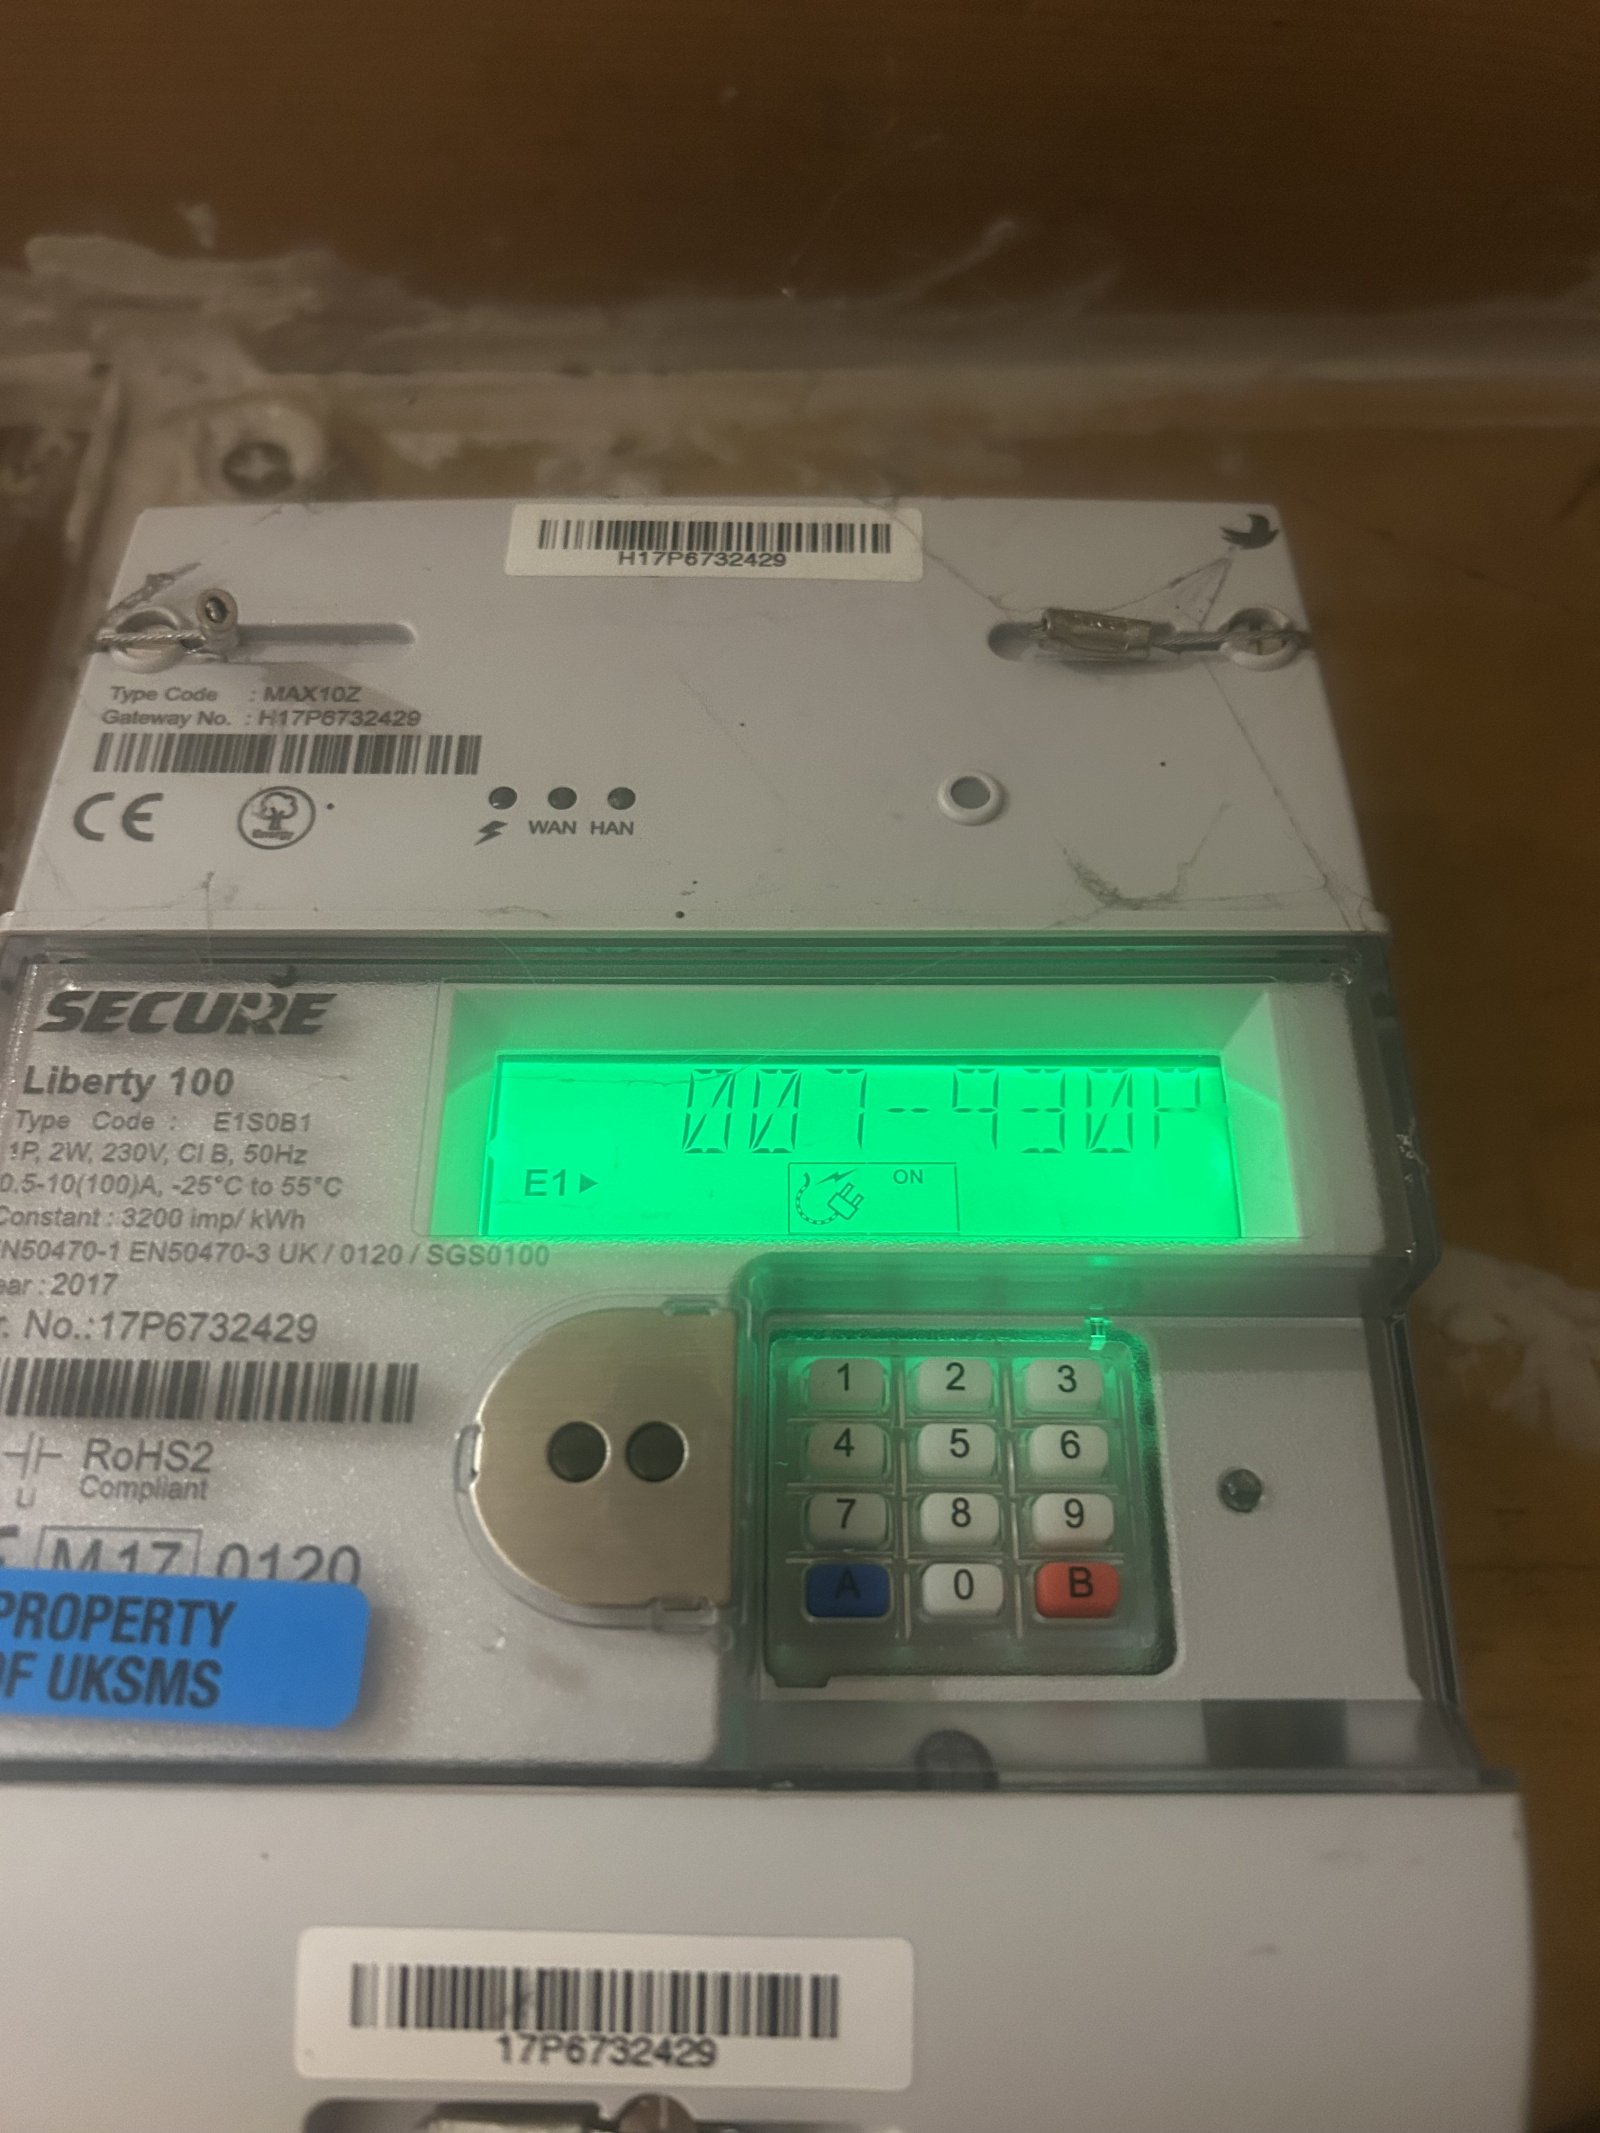 H17P6732429
Type Code : MAX10Z
Gateway No. : H17P6732429
CE
Energy
WAN HAN
SECURE
Liberty 100
Type Code : E1S0B1
1P, 2W, 230V, Cl B, 50Hz
0.5-10(100)A, -25°C to 55°C
Constant : 3200 imp/ kWh
EN50470-1 EN50470-3 UK / 0120 / SGS0100
ear : 2017
r. No.:17P6732429
RoHS2
Compliant
M 17 0120
PROPERTY
OF UKSMS
E1
ON
1 2 3
4 5 6
7 8 9
A 0 B
17P6732429